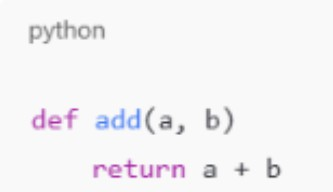 python
def add(a, b)
    return a + b